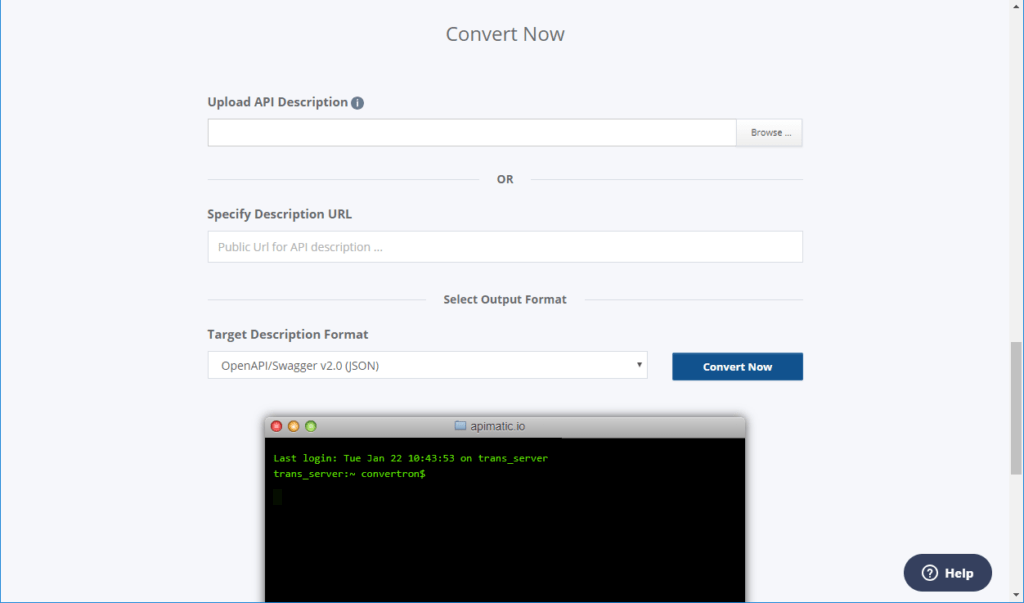 Convert Now
Upload API Description
Browse ...
OR
Specify Description URL
Public Url for API description ...
Select Output Format
Target Description Format
OpenAPI/Swagger v2.0 (JSON)
Convert Now
apimatic.io
Last login: Tue Jan 22 10:43:53 on trans_server
trans_server:~ convertron$
Help